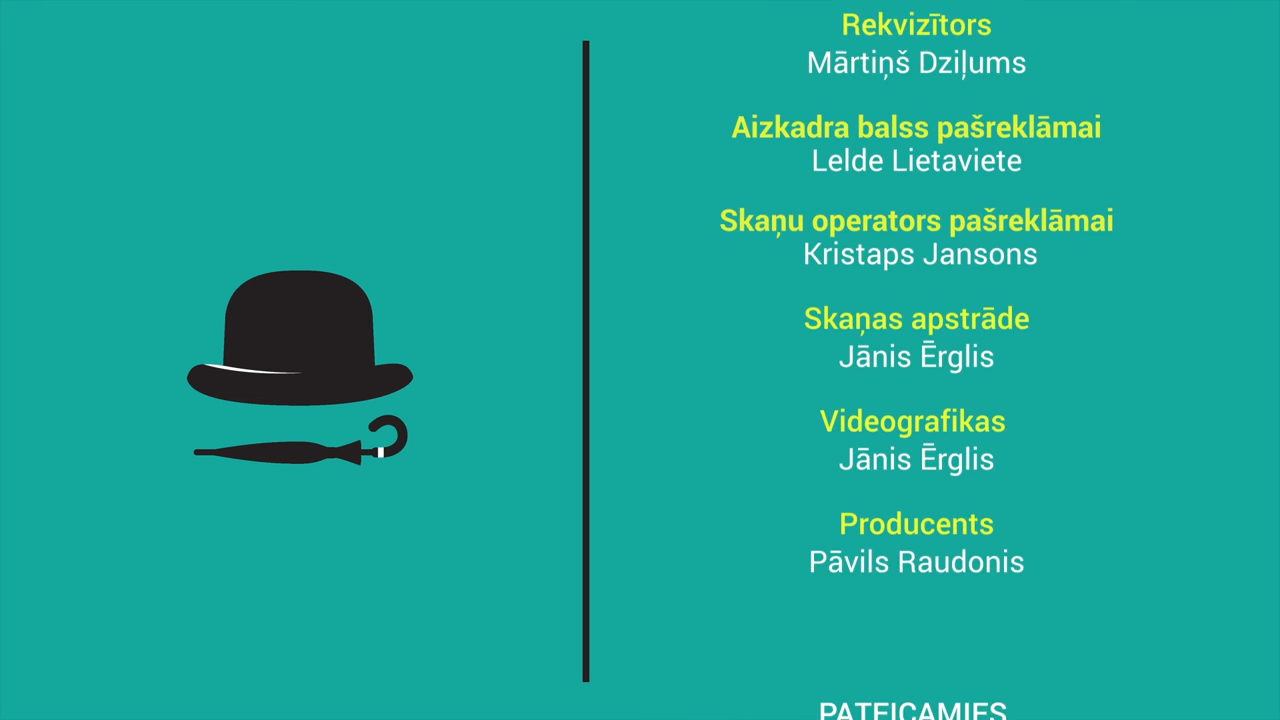 Rekvizītors
Mārtiņš Dziļums
Aizkadra balss pašreklāmai
Lelde Lietaviete
Skaņu operators pašreklāmai
Kristaps Jansons
Skaņas apstrāde
Jānis Ērglis
Videografikas
Jānis Ērglis
Producents
Pāvils Raudonis
PATEICAMIES